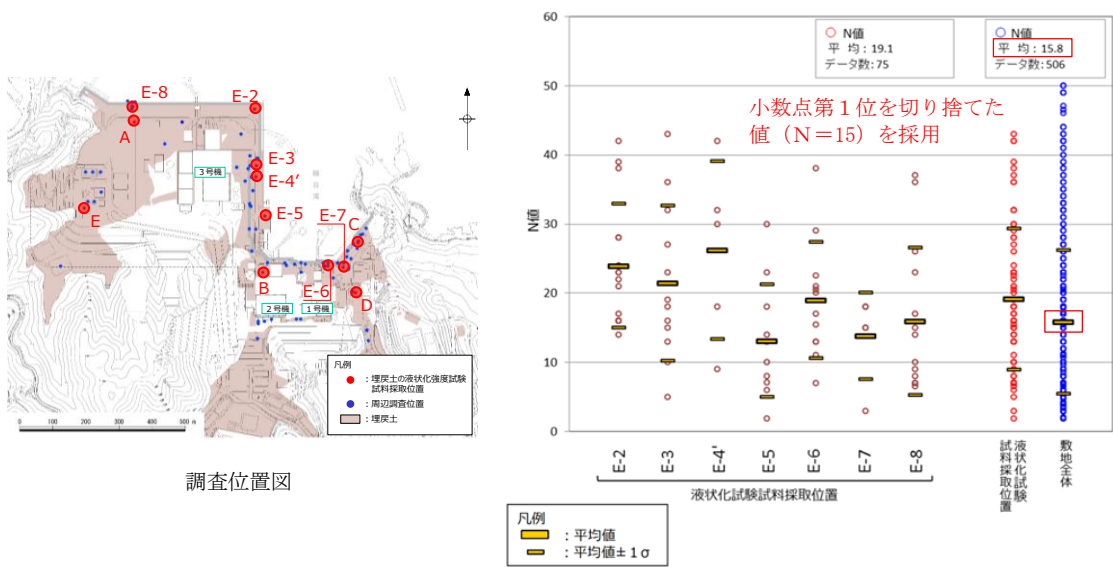 E-8
E-2
A
3号機
E-3
E-4′
E
E-5
E-7
C
B
E-6
D
2号機
1号機
凡例
：埋戻土の液状化強度試験
試料採取位置
：周辺調査位置
：埋戻土
0 100 200 300 400 500 m
調査位置図
60
50
40
30
20
10
0
N値
N値
平 均：19.1
データ数：75
N値
平 均：15.8
データ数：506
小数点第１位を切り捨てた
値（Ｎ＝15）を採用
E-2
E-3
E-4'
E-5
E-6
E-7
E-8
液状化試験試料採取位置
液状化試験
試料採取位置
敷地全体
凡例
：平均値
：平均値±１σ